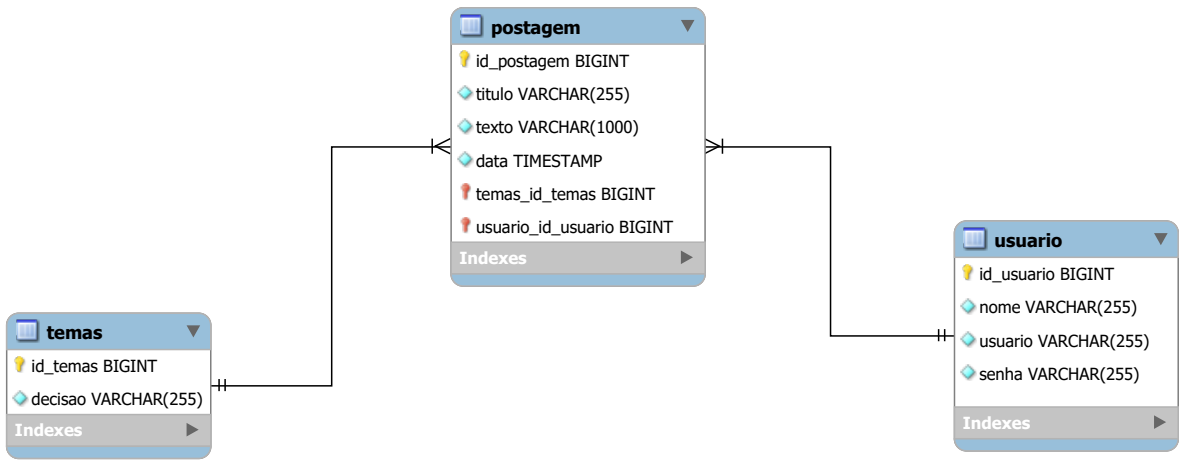 postagem
id_postagem BIGINT
titulo VARCHAR(255)
texto VARCHAR(1000)
data TIMESTAMP
temas_id_temas BIGINT
usuario_id_usuario BIGINT
Indexes
usuario
id_usuario BIGINT
nome VARCHAR(255)
usuario VARCHAR(255)
senha VARCHAR(255)
Indexes
temas
id_temas BIGINT
decisao VARCHAR(255)
Indexes